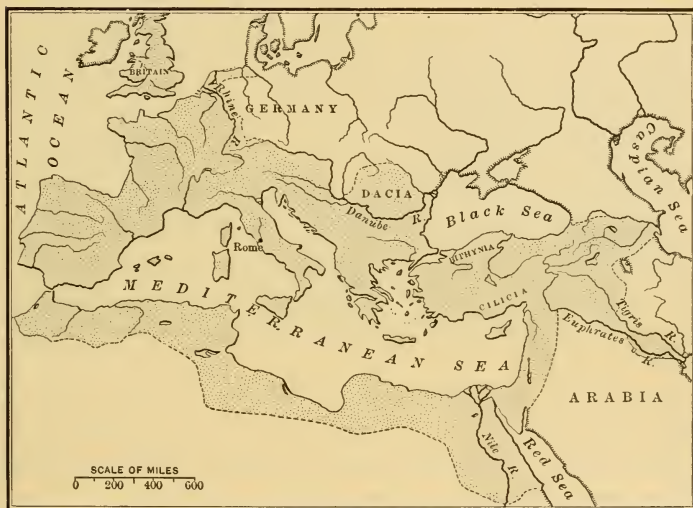 ATLANTIC
OCEAN
BRITAIN
Rhine R.
GERMANY
DACIA
Danube R.
Black Sea
Caspian Sea
Rome
BITHYNIA
CILICIA
MEDITERRANEAN SEA
Tigris R.
Euphrates R.
ARABIA
Nile R.
Red Sea
SCALE OF MILES
0 200 400 600